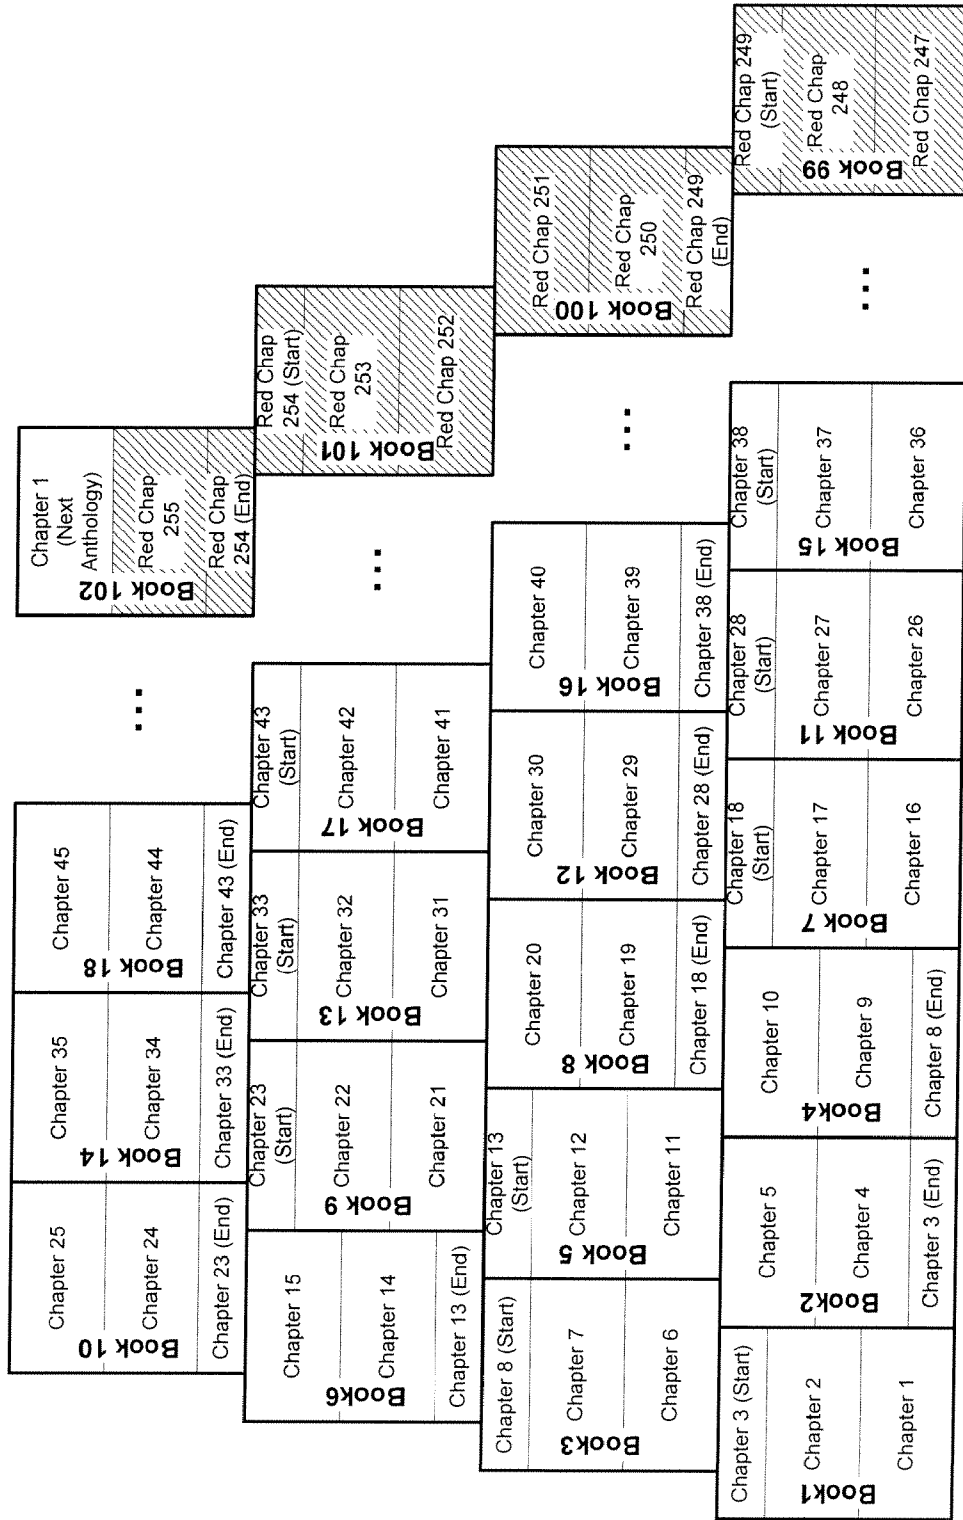 Chapter 1
(Next
Anthology)
Red Chap
255
Red Chap
254 (End)
Book 102
Red Chap
254 (Start)
Red Chap
253
Red Chap 252
Book 101
Red Chap 251
Red Chap
250
Red Chap 249
(End)
Book 100
Red Chap 249
(Start)
Red Chap
248
Red Chap 247
Book 99
...
...
...
...
Chapter 25
Chapter 24
Chapter 23 (End)
Book 10
Chapter 35
Chapter 34
Chapter 33 (End)
Book 14
Chapter 45
Chapter 44
Chapter 43 (End)
Book 18
Chapter 15
Chapter 14
Chapter 13 (End)
Book6
Chapter 23
(Start)
Chapter 22
Chapter 21
Book 9
Chapter 33
(Start)
Chapter 32
Chapter 31
Book 13
Chapter 43
(Start)
Chapter 42
Chapter 41
Book 17
Chapter 8 (Start)
Chapter 7
Chapter 6
Book3
Chapter 13
(Start)
Chapter 12
Chapter 11
Book 5
Chapter 20
Chapter 19
Chapter 18 (End)
Book 8
Chapter 30
Chapter 29
Chapter 28 (End)
Book 12
Chapter 40
Chapter 39
Chapter 38 (End)
Book 16
Chapter 3 (Start)
Chapter 2
Chapter 1
Book1
Chapter 5
Chapter 4
Chapter 3 (End)
Book2
Chapter 10
Chapter 9
Chapter 8 (End)
Book4
Chapter 18
(Start)
Chapter 17
Chapter 16
Book 7
Chapter 28
(Start)
Chapter 27
Chapter 26
Book 11
Chapter 38
(Start)
Chapter 37
Chapter 36
Book 15